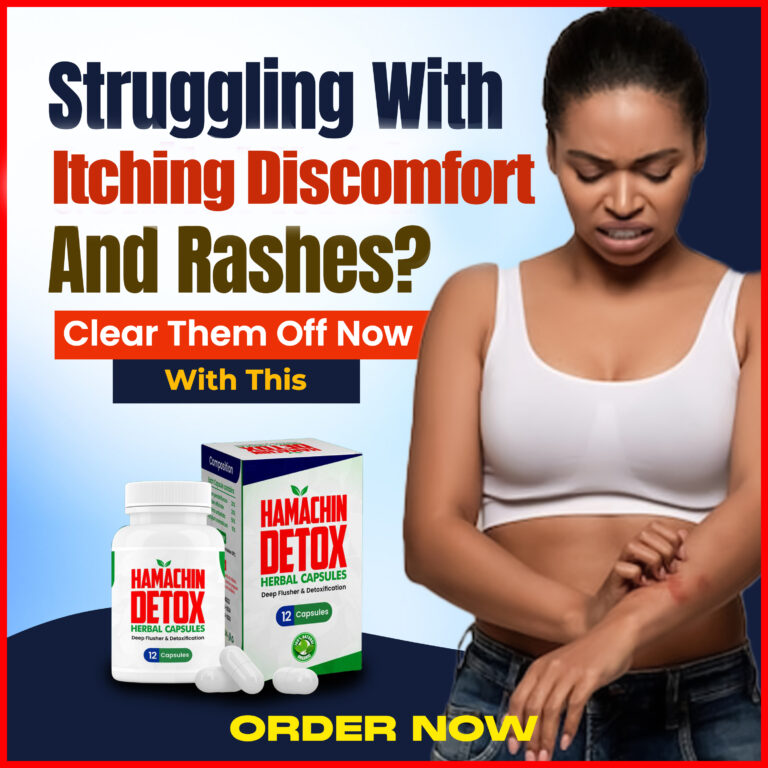 Struggling With
Itching Discomfort
And Rashes?
Clear Them Off Now
With This
Composition
HAMACHIN
DETOX
HERBAL CAPSULES
Deep Flusher & Detoxification
12 Capsules
HAMACHIN
DETOX
HERBAL CAPSULES
Deep Flusher & Detoxification
12 Capsules
ORDER NOW